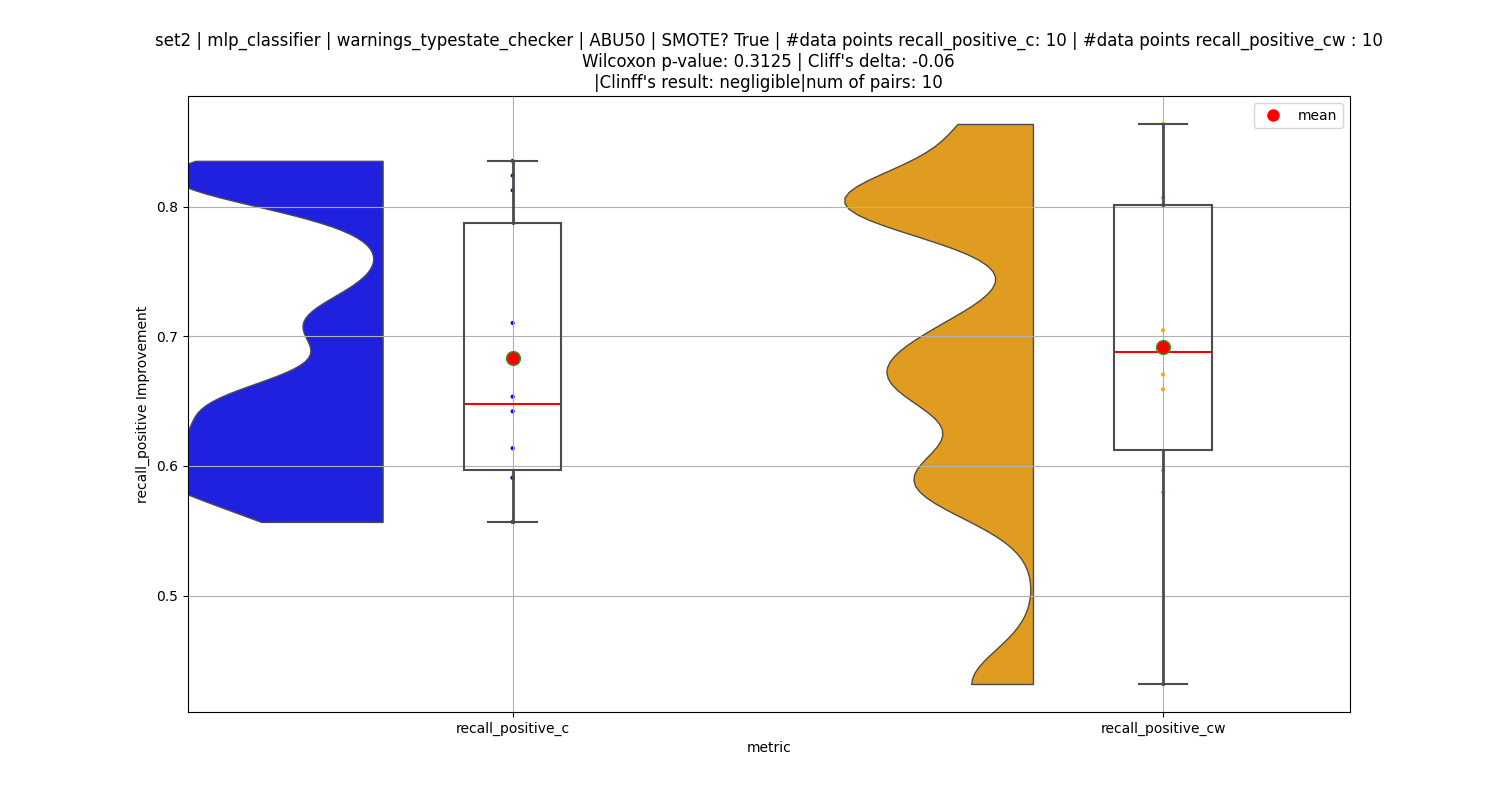 set2 | mlp_classifier | warnings_typestate_checker | ABU50 | SMOTE? True | #data points recall_positive_c: 10 | #data points recall_positive_cw : 10
Wilcoxon p-value: 0.3125 | Cliff's delta: -0.06
|Clinff's result: negligible|num of pairs: 10
mean
0.8
0.7
0.6
0.5
recall_positive Improvement
recall_positive_c
recall_positive_cw
metric